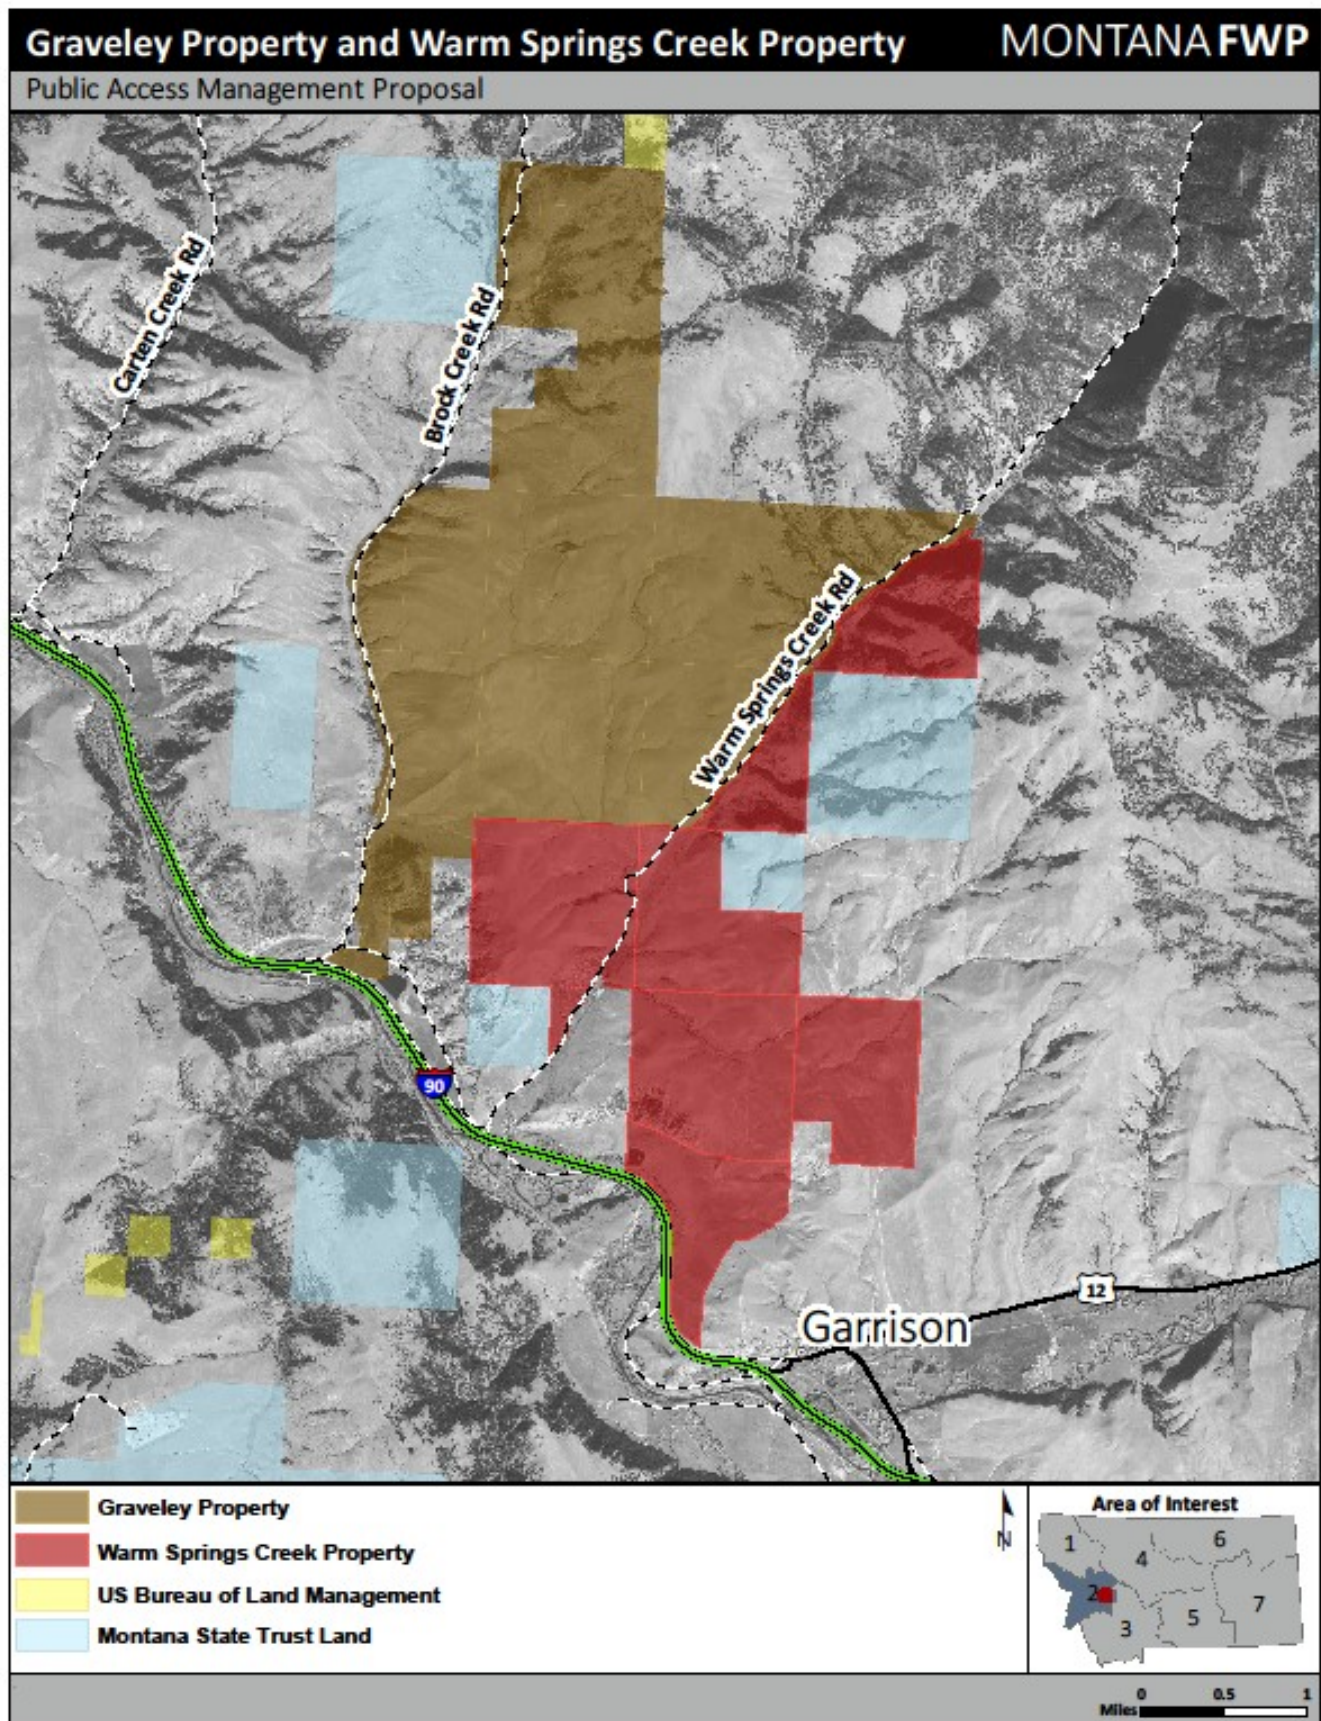 Graveley Property and Warm Springs Creek Property
MONTANA FWP
Public Access Management Proposal
Carten Creek Rd
Brock Creek Rd
Warm Springs Creek Rd
90
12
Garrison
Graveley Property
Warm Springs Creek Property
US Bureau of Land Management
Montana State Trust Land
N
Area of Interest
1
6
4
2
7
5
3
0 0.5 1
Miles